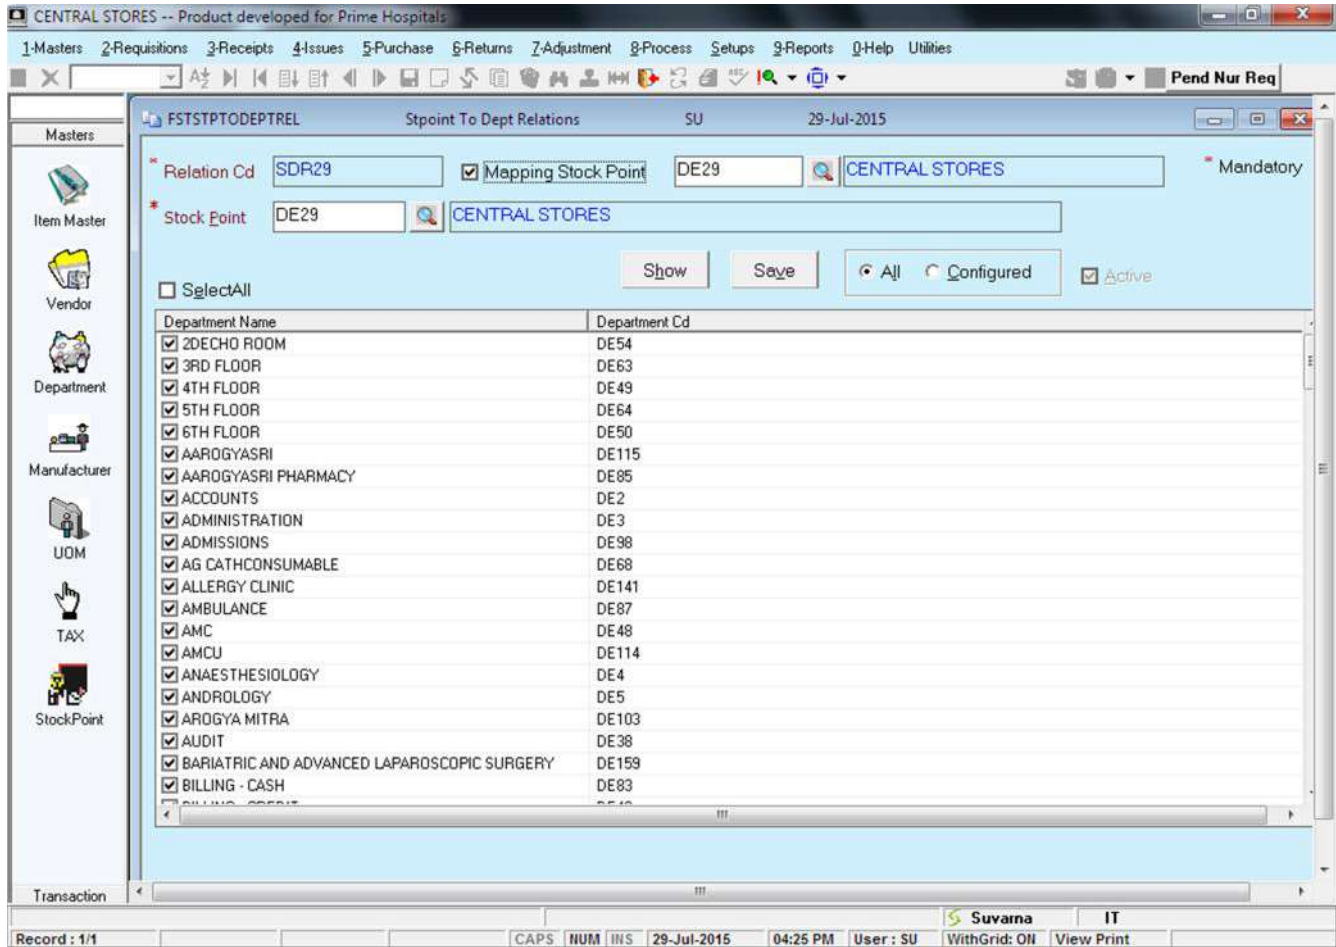 CENTRAL STORES -- Product developed for Prime Hospitals
1-Masters 2-Requisitions 3-Receipts 4-Issues 5-Purchase 6-Returns 7-Adjustment 8-Process Setups 9-Reports 0-Help Utilities
Pend Nur Req
Masters
Item Master
Vendor
Department
Manufacturer
UOM
TAX
StockPoint
Transaction
FSTSTPTODEPTREL Stpoint To Dept Relations SU 29-Jul-2015
* Relation Cd SDR29 Mapping Stock Point DE29 CENTRAL STORES * Mandatory
* Stock Point DE29 CENTRAL STORES
Show Save All Configured Active
SelectAll
Department Name Department Cd
2DECHO ROOM DE54
3RD FLOOR DE63
4TH FLOOR DE49
5TH FLOOR DE64
6TH FLOOR DE50
AAROGYASRI DE115
AAROGYASRI PHARMACY DE85
ACCOUNTS DE2
ADMINISTRATION DE3
ADMISSIONS DE98
AG CATHCONSUMABLE DE68
ALLERGY CLINIC DE141
AMBULANCE DE87
AMC DE48
AMCU DE114
ANAESTHESIOLOGY DE4
ANDROLOGY DE5
AROGYA MITRA DE103
AUDIT DE38
BARIATRIC AND ADVANCED LAPAROSCOPIC SURGERY DE159
BILLING - CASH DE83
Suvarna IT
Record : 1/1 CAPS NUM INS 29-Jul-2015 04:25 PM User : SU WithGrid: ON View Print